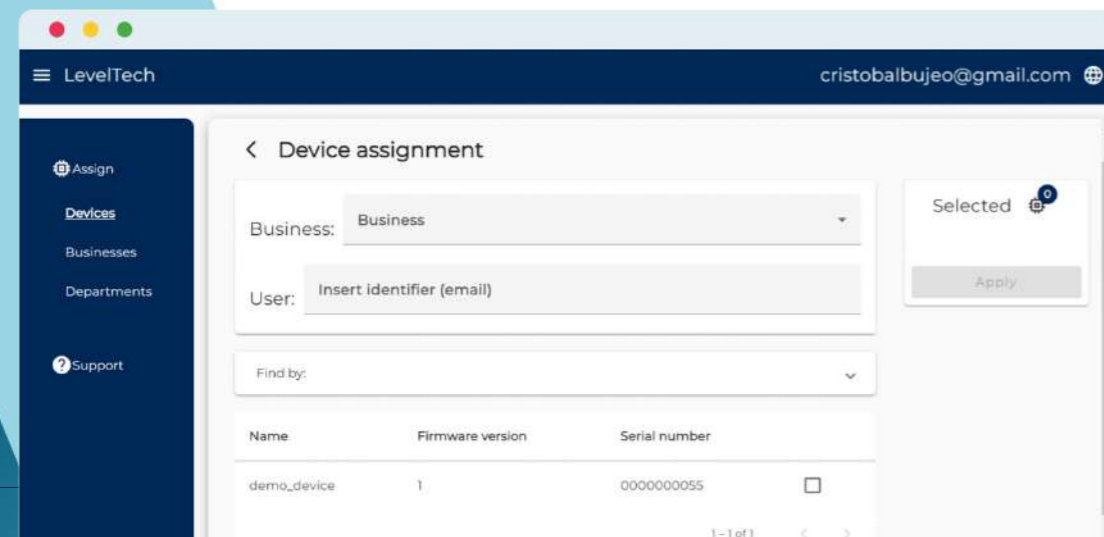 LevelTech
cristobalbujeo@gmail.com
Assign
Devices
Businesses
Departments
Support
Device assignment
Business: Business
User: Insert identifier (email)
Selected 0
Apply
Find by:
Name Firmware version Serial number
demo_device 1 0000000055
1 - 1 of 1